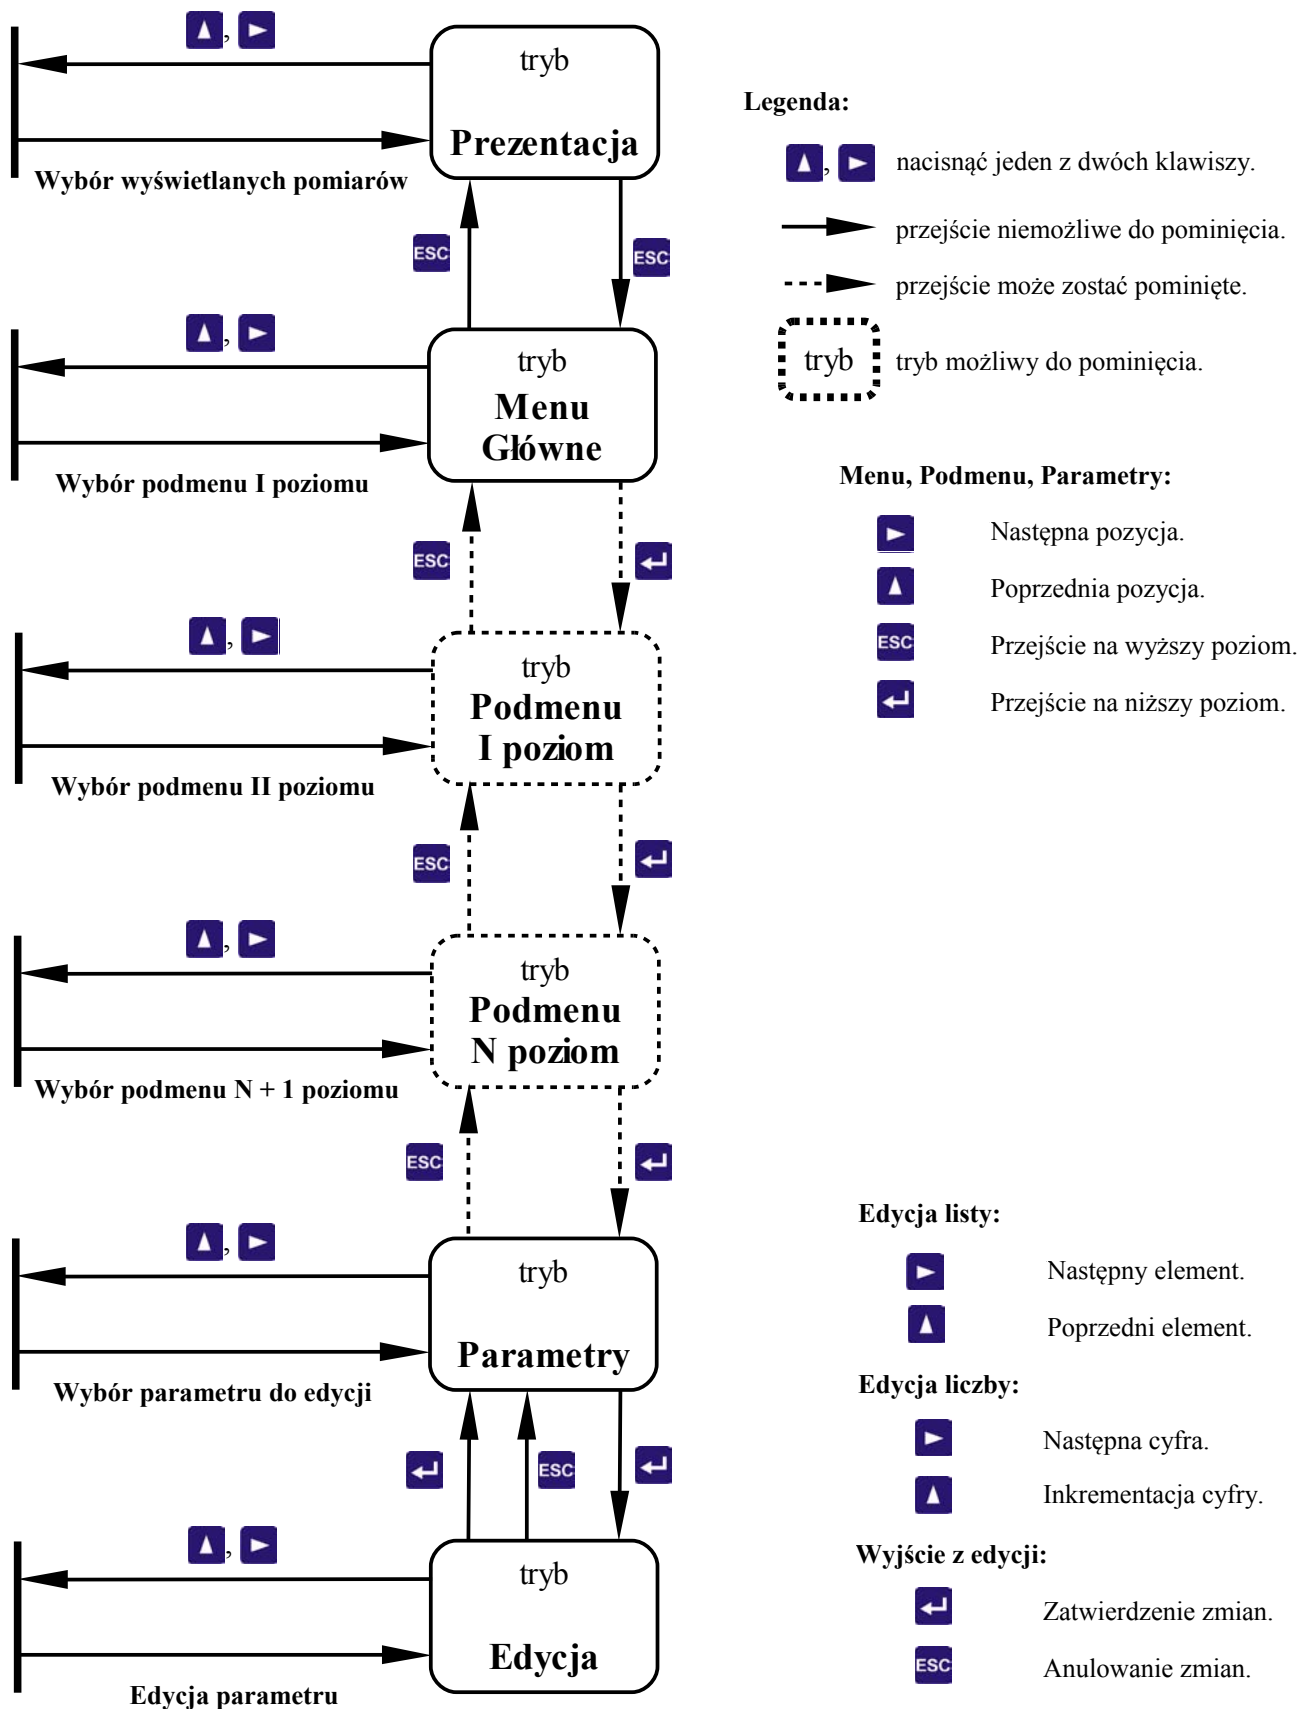 ,
tryb
Prezentacja
Wybór wyświetlanych pomiarów
ESC
ESC
,
tryb
Menu
Główne
Wybór podmenu I poziomu
ESC
,
tryb
Podmenu
I poziom
Wybór podmenu II poziomu
ESC
,
tryb
Podmenu
N poziom
Wybór podmenu N + 1 poziomu
ESC
,
tryb
Parametry
Wybór parametru do edycji
ESC
,
tryb
Edycja
Edycja parametru
Legenda:
, nacisnąć jeden z dwóch klawiszy.
przejście niemożliwe do pominięcia.
przejście może zostać pominięte.
tryb tryb możliwy do pominięcia.
Menu, Podmenu, Parametry:
Następna pozycja.
Poprzednia pozycja.
ESC Przejście na wyższy poziom.
Przejście na niższy poziom.
Edycja listy:
Następny element.
Poprzedni element.
Edycja liczby:
Następna cyfra.
Inkrementacja cyfry.
Wyjście z edycji:
Zatwierdzenie zmian.
ESC Anulowanie zmian.